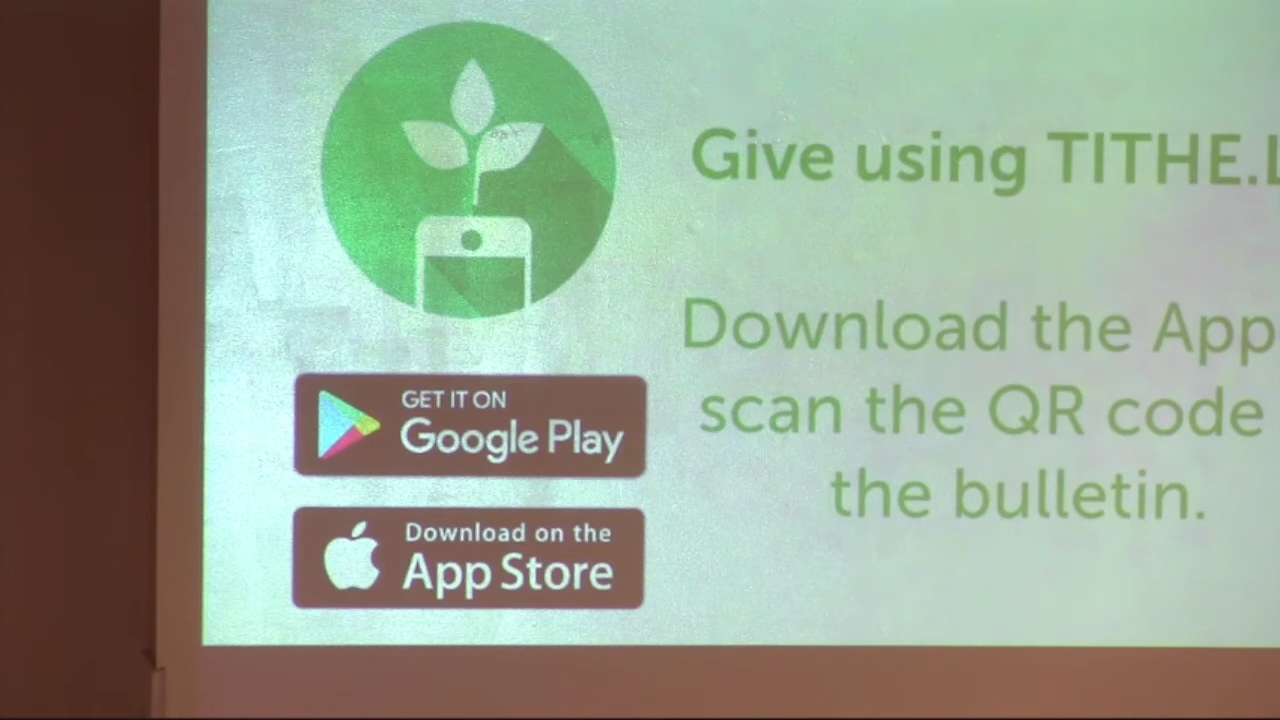 Give using TITHE.L
Download the App
scan the QR code
the bulletin.
GET IT ON
Google Play
Download on the
App Store